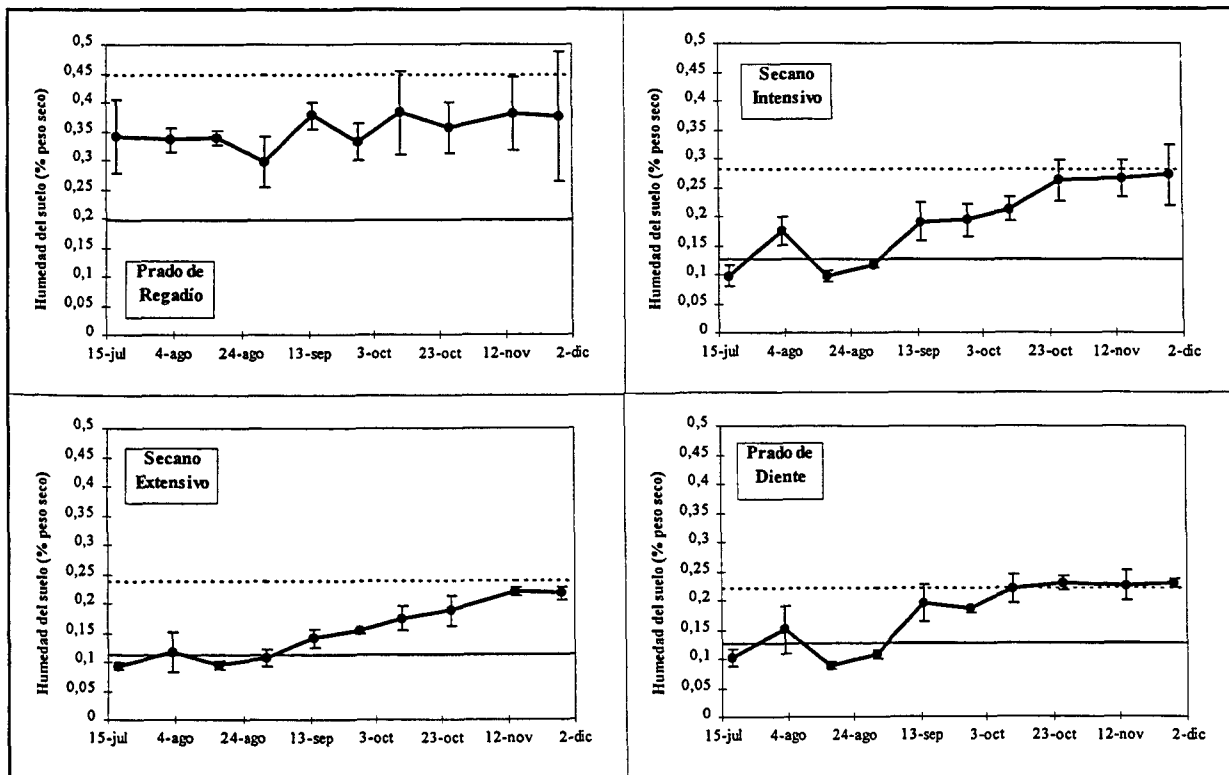 Humedad del suelo (% peso seco)
0,5
0,45
0,4
0,35
0,3
0,25
0,2
0,15
0,1
0,05
0
Prado de
Regadío
15-jul 4-ago 24-ago 13-sep 3-oct 23-oct 12-nov 2-dic
Humedad del suelo (% peso seco)
0,5
0,45
0,4
0,35
0,3
0,25
0,2
0,15
0,1
0,05
0
Secano
Intensivo
15-jul 4-ago 24-ago 13-sep 3-oct 23-oct 12-nov 2-dic
Humedad del suelo (% peso seco)
0,5
0,45
0,4
0,35
0,3
0,25
0,2
0,15
0,1
0,05
0
Secano
Extensivo
15-jul 4-ago 24-ago 13-sep 3-oct 23-oct 12-nov 2-dic
Humedad del suelo (% peso seco)
0,5
0,45
0,4
0,35
0,3
0,25
0,2
0,15
0,1
0,05
0
Prado de
Diente
15-jul 4-ago 24-ago 13-sep 3-oct 23-oct 12-nov 2-dic